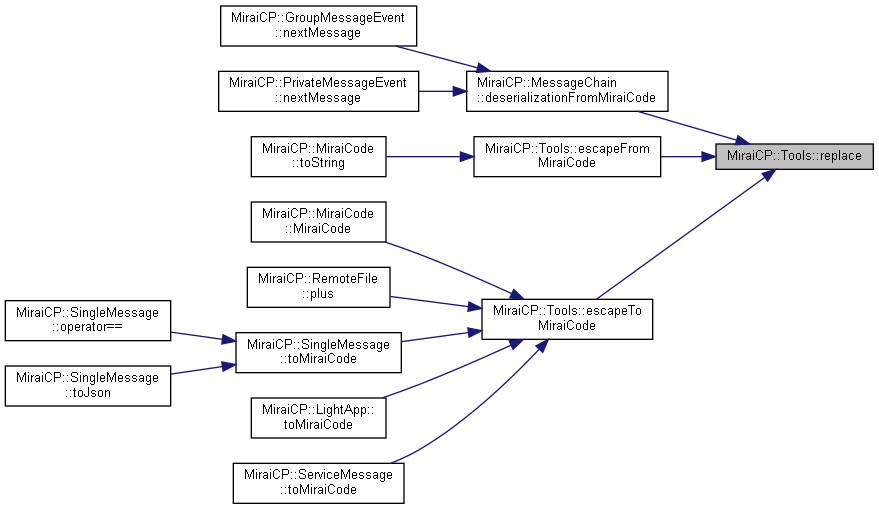 MiraiCP::GroupMessageEvent
::nextMessage
MiraiCP::PrivateMessageEvent
::nextMessage
MiraiCP::MessageChain
::deserializationFromMiraiCode
MiraiCP::MiraiCode
::toString
MiraiCP::Tools::escapeFrom
MiraiCode
MiraiCP::Tools::replace
MiraiCP::MiraiCode
::MiraiCode
MiraiCP::RemoteFile
::plus
MiraiCP::Tools::escapeTo
MiraiCode
MiraiCP::SingleMessage
::operator==
MiraiCP::SingleMessage
::toMiraiCode
MiraiCP::SingleMessage
::toJson
MiraiCP::LightApp::
toMiraiCode
MiraiCP::ServiceMessage
::toMiraiCode